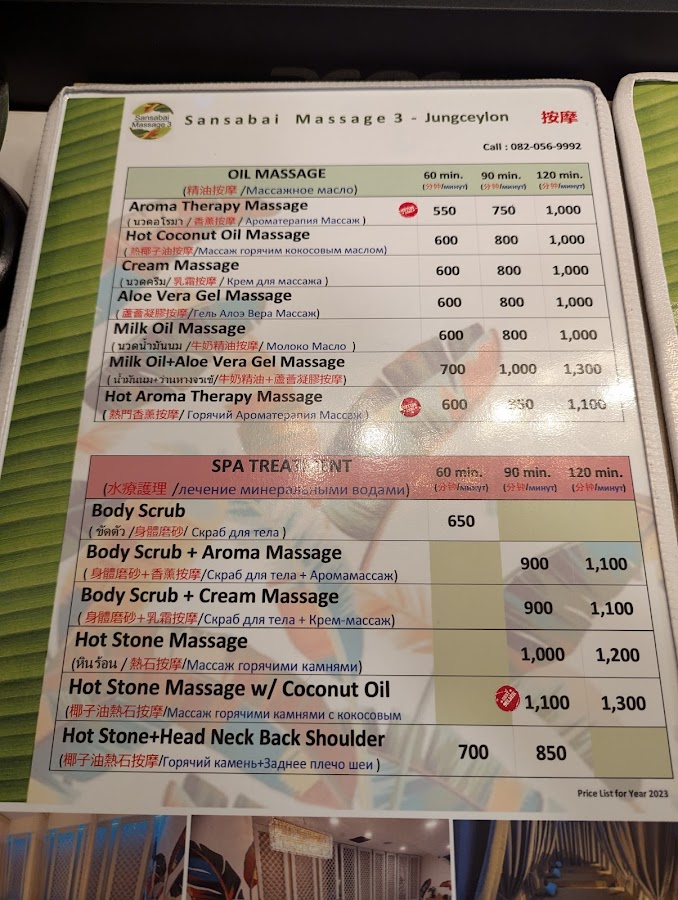 Sansabai Massage 3
Sansabai Massage 3 - Jungceylon 按摩
Call : 082-056-9992
OIL MASSAGE 60 min. 90 min. 120 min.
(精油按摩 /Массажное масло) (分钟/минут) (分钟/минут) (分钟/минут)
Aroma Therapy Massage 550 750 1,000
( นวดอโรมา / 香薰按摩 / Ароматерапия Массаж )
Hot Coconut Oil Massage 600 800 1,000
( 熱椰子油按摩/Массаж горячим кокосовым маслом)
Cream Massage 600 800 1,000
( นวดครีม/ 乳霜按摩 / Крем для массажа )
Aloe Vera Gel Massage 600 800 1,000
( 蘆薈凝膠按摩/Гель Алоэ Вера Массаж)
Milk Oil Massage 600 800 1,000
( นวดน้ำมันนม /牛奶精油按摩/ Молоко Масло )
Milk Oil+Aloe Vera Gel Massage 700 1,000 1,300
( น้ำมันนม+ว่านหางจรเข้/牛奶精油+蘆薈凝膠按摩)
Hot Aroma Therapy Massage 600 1,100
( 熱門香薰按摩/ Горячий Ароматерапия Массаж )
SPA TREATMENT 60 min. 90 min. 120 min.
(水療護理 /лечение минеральными водами) (分钟/минут) (分钟/минут) (分钟/минут)
Body Scrub 650
( ขัดตัว /身體磨砂/ Скраб для тела )
Body Scrub + Aroma Massage 900 1,100
( 身體磨砂+香薰按摩/Скраб для тела + Аромамассаж)
Body Scrub + Cream Massage 900 1,100
( 身體磨砂+乳霜按摩/Скраб для тела + Крем-массаж)
Hot Stone Massage 1,000 1,200
(หินร้อน / 熱石按摩/Массаж горячими камнями)
Hot Stone Massage w/ Coconut Oil 1,100 1,300
(椰子油熱石按摩/Массаж горячими камнями с кокосовым
Hot Stone+Head Neck Back Shoulder 700 850
(椰子油熱石按摩/Горячий камень+Заднее плечо шеи )
Price List for Year 2023